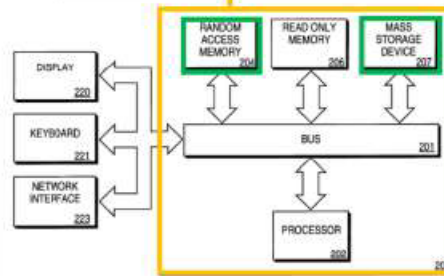 RANDOM
ACCESS
MEMORY
204
READ ONLY
MEMORY
206
MASS
STORAGE
DEVICE
207
DISPLAY
220
KEYBOARD
221
NETWORK
INTERFACE
223
BUS
201
PROCESSOR
202